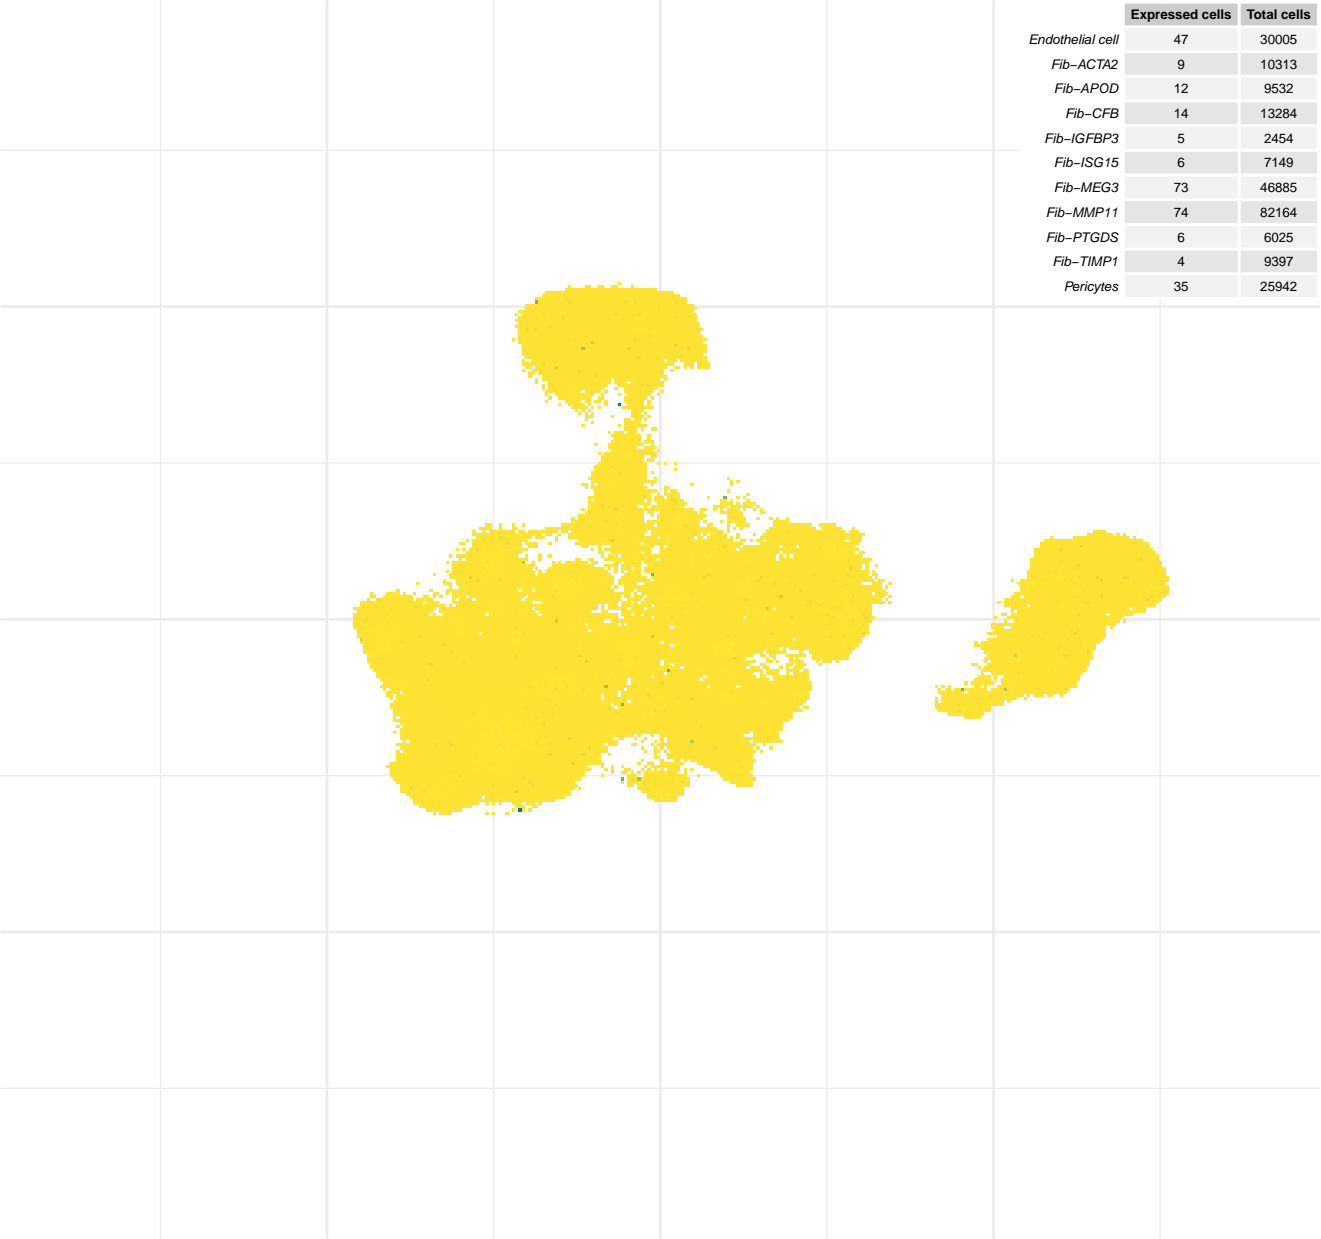 Expressed cells Total cells
Endothelial cell 47 30005
Fib−ACTA2 9 10313
Fib−APOD 12 9532
Fib−CFB 14 13284
Fib−IGFBP3 5 2454
Fib−ISG15 6 7149
Fib−MEG3 73 46885
Fib−MMP11 74 82164
Fib−PTGDS 6 6025
Fib−TIMP1 4 9397
Pericytes 35 25942